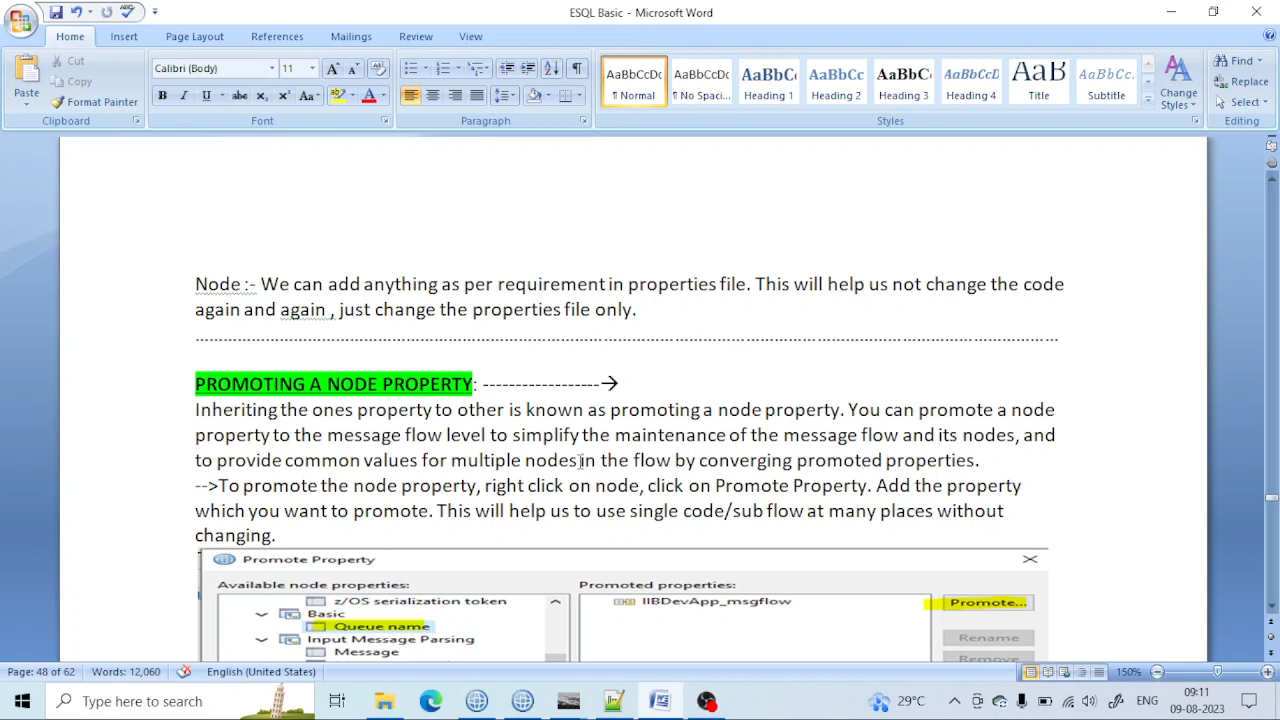 ESQL Basic - Microsoft Word
Home Insert Page Layout References Mailings Review View
Paste
Cut
Copy
Format Painter
Clipboard
Calibri (Body) 11
Font
Paragraph
AaBbCcDc AaBbCcDc AaBbC AaBbCc AaBbCc AaBbCcD AaB AaBbCc.
¶ Normal ¶ No Spaci... Heading 1 Heading 2 Heading 3 Heading 4 Title Subtitle
Styles
Change Styles
Find
Replace
Select
Editing
Node :- We can add anything as per requirement in properties file. This will help us not change the code
again and again , just change the properties file only.
PROMOTING A NODE PROPERTY: ------------------→
Inheriting the ones property to other is known as promoting a node property. You can promote a node
property to the message flow level to simplify the maintenance of the message flow and its nodes, and
to provide common values for multiple nodes in the flow by converging promoted properties.
-->To promote the node property, right click on node, click on Promote Property. Add the property
which you want to promote. This will help us to use single code/sub flow at many places without
changing.
Promote Property
Available node properties: Promoted properties:
z/OS serialization token
IIBDevApp_msgflow
Promote...
Basic
Queue name
Input Message Parsing
Rename
Message
Remove
Page: 48 of 62 Words: 12,060 English (United States) 150%
Type here to search
29°C
ENG
09:11
09-08-2023